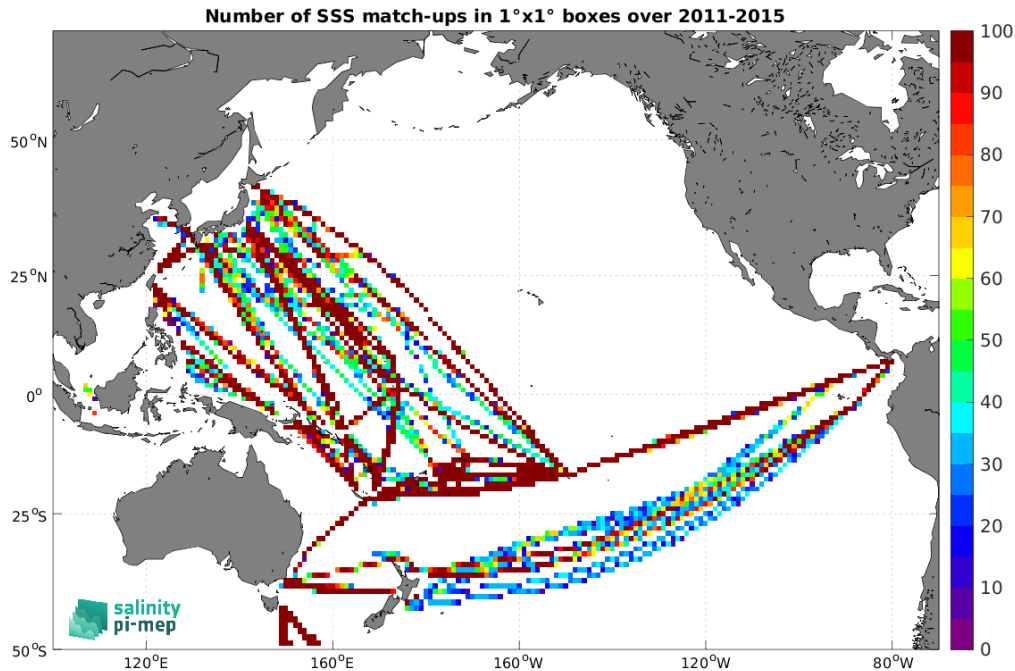 Number of SSS match-ups in 1°x1° boxes over 2011-2015
50°N
25°N
0°
25°S
50°S
120°E
160°E
160°W
120°W
80°W
100
90
80
70
60
50
40
30
20
10
0
salinity
pi-mep